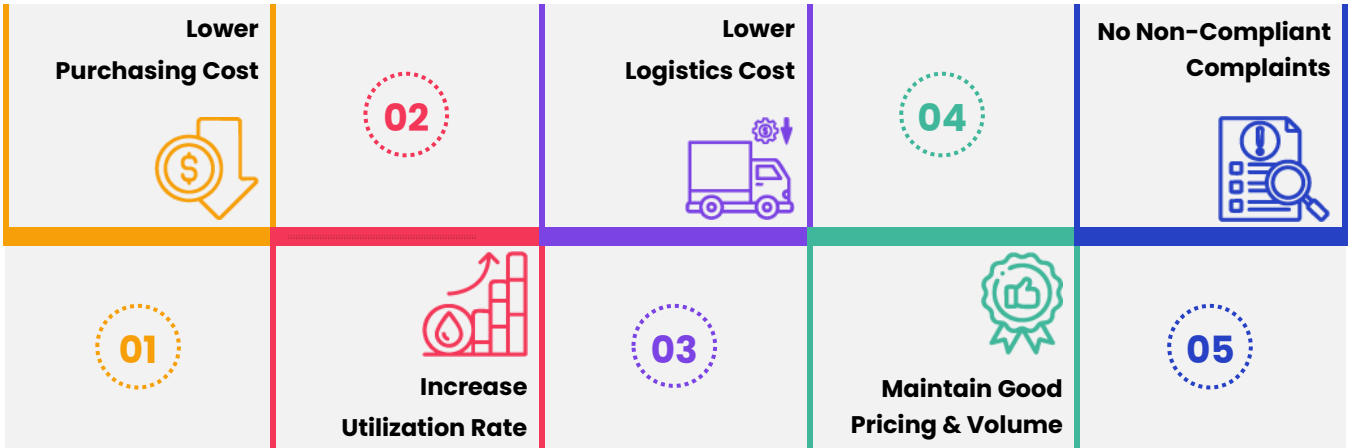 Lower
Purchasing Cost
01
02
Increase
Utilization Rate
Lower
Logistics Cost
03
04
Maintain Good
Pricing & Volume
No Non-Compliant
Complaints
05